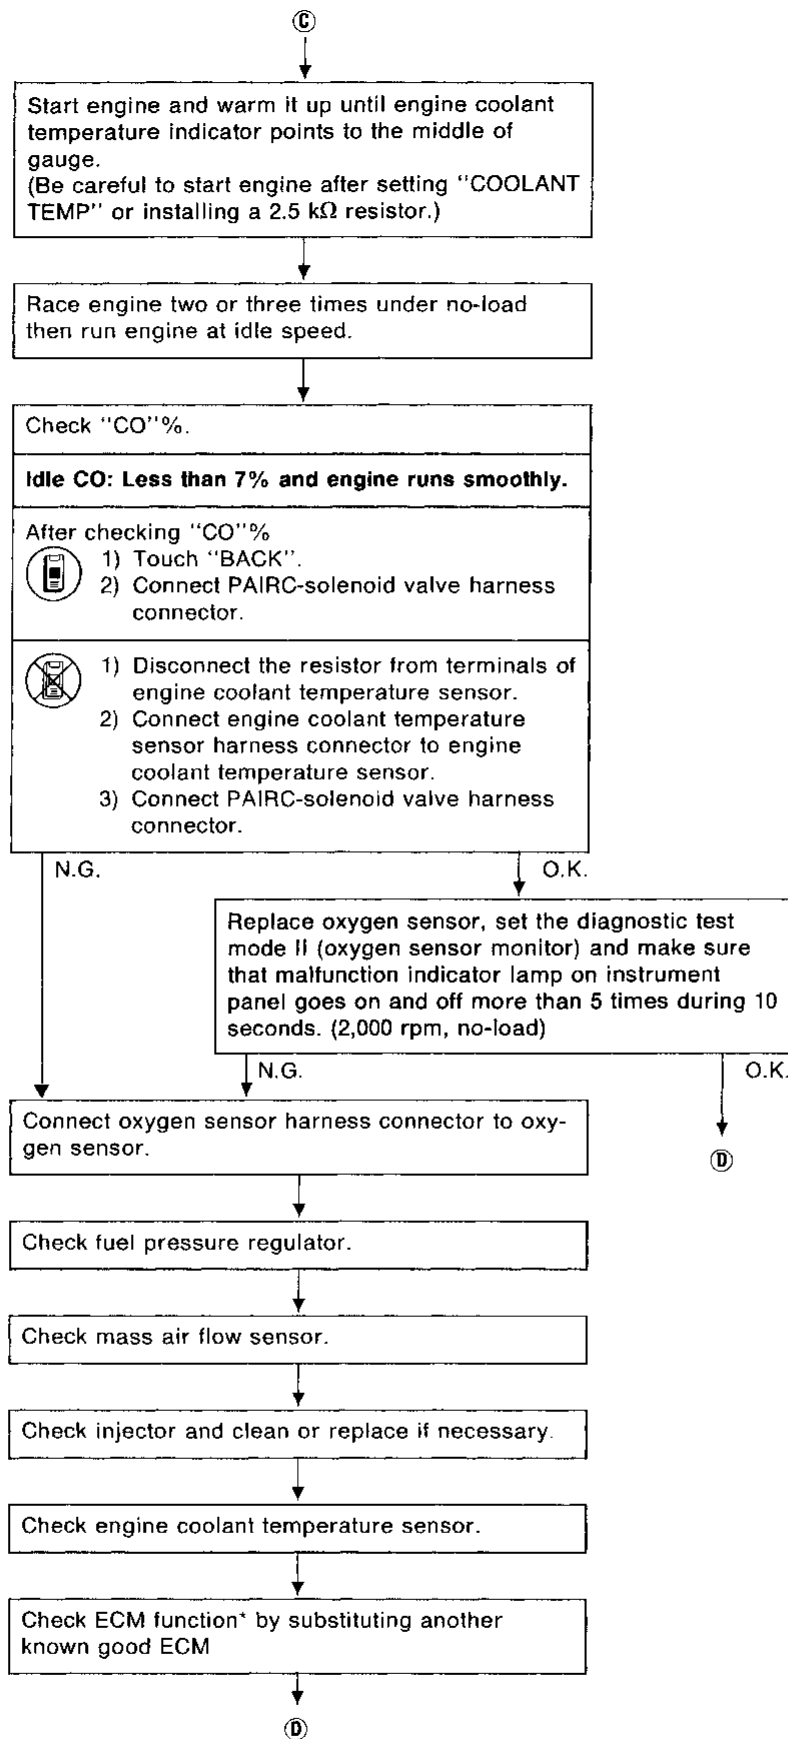 C
Start engine and warm it up until engine coolant
temperature indicator points to the middle of
gauge.
(Be careful to start engine after setting "COOLANT
TEMP" or installing a 2.5 kΩ resistor.)
Race engine two or three times under no-load
then run engine at idle speed.
Check "CO"%.
Idle CO: Less than 7% and engine runs smoothly.
After checking "CO"%
1) Touch "BACK".
2) Connect PAIRC-solenoid valve harness
connector.
1) Disconnect the resistor from terminals of
engine coolant temperature sensor.
2) Connect engine coolant temperature
sensor harness connector to engine
coolant temperature sensor.
3) Connect PAIRC-solenoid valve harness
connector.
N.G.
O.K.
Replace oxygen sensor, set the diagnostic test
mode II (oxygen sensor monitor) and make sure
that malfunction indicator lamp on instrument
panel goes on and off more than 5 times during 10
seconds. (2,000 rpm, no-load)
N.G.
O.K.
Connect oxygen sensor harness connector to oxy-
gen sensor.
D
Check fuel pressure regulator.
Check mass air flow sensor.
Check injector and clean or replace if necessary.
Check engine coolant temperature sensor.
Check ECM function* by substituting another
known good ECM
D